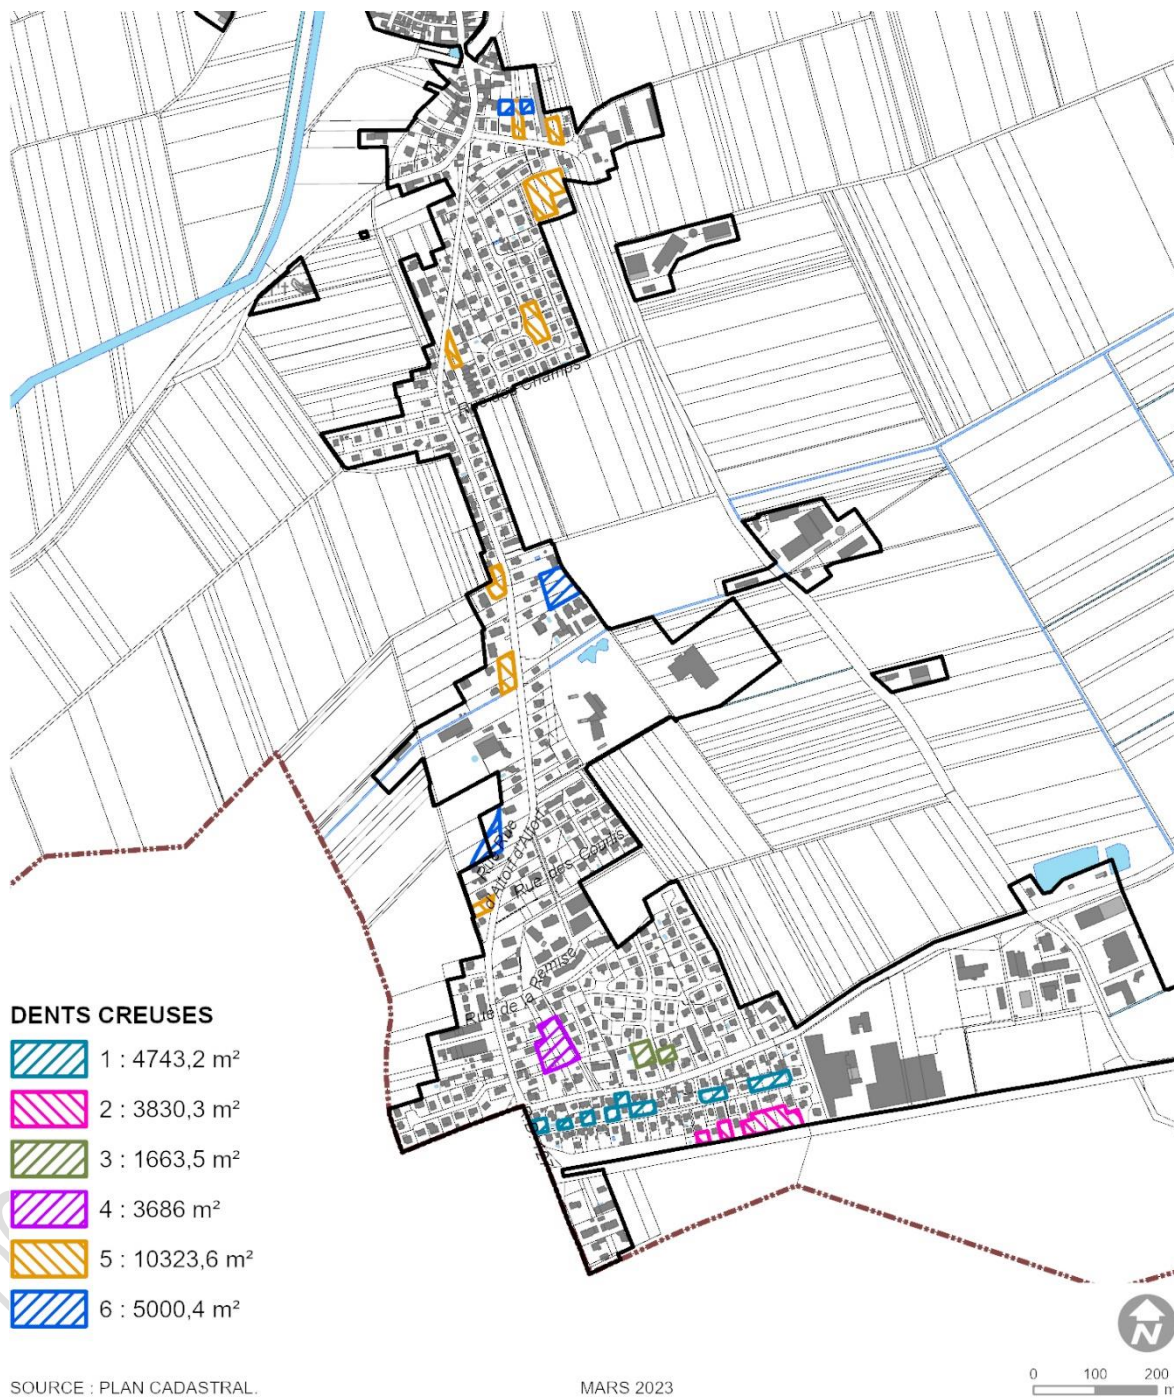 Rue des Champs
Rue
Rue
d'Altorf
d'Altorf
Rue des Courtils
Rue de la Remise
DENTS CREUSES
1 : 4743,2 m²
2 : 3830,3 m²
3 : 1663,5 m²
4 : 3686 m²
5 : 10323,6 m²
6 : 5000,4 m²
N
0 100 200
m
SOURCE : PLAN CADASTRAL.
MARS 2023